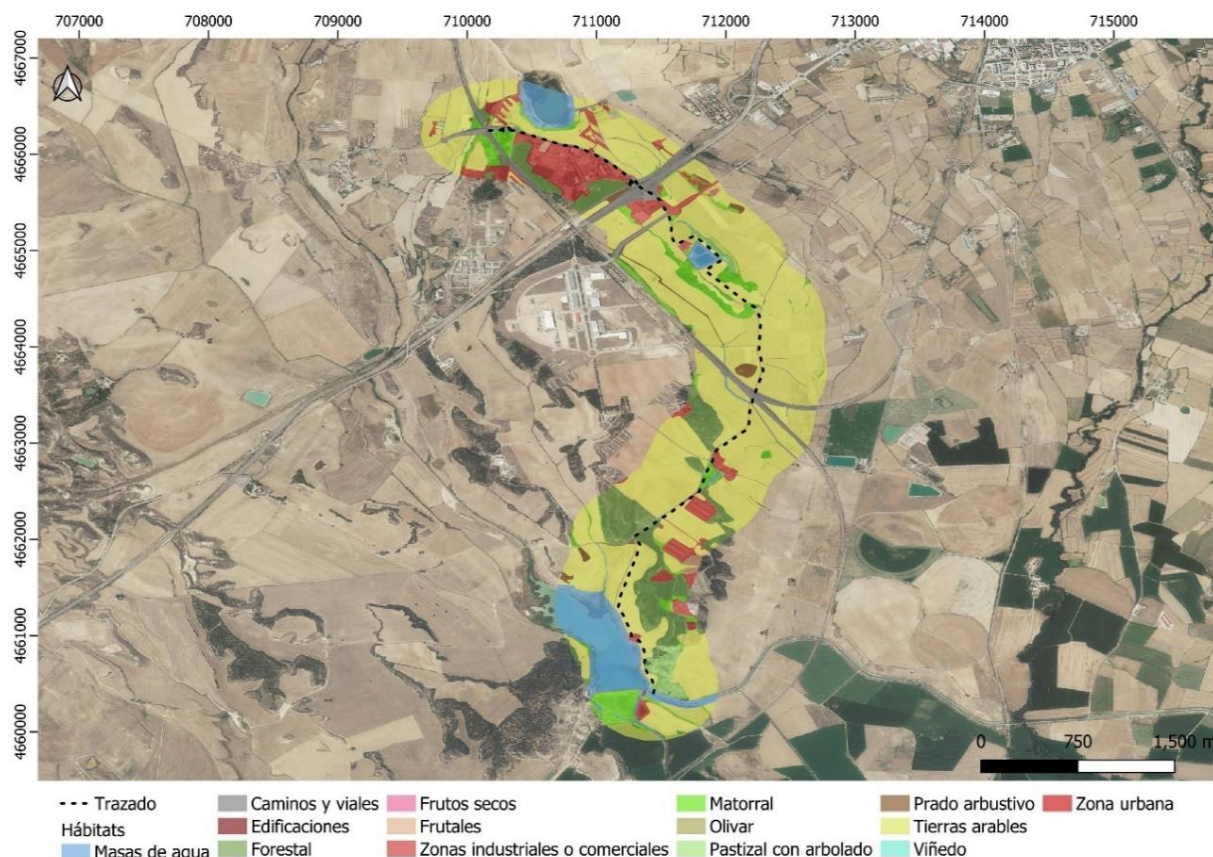 707000 708000 709000 710000 711000 712000 713000 714000 715000
4667000
4666000
4665000
4664000
4663000
4662000
4661000
4660000
0 750 1,500 m
Trazado Caminos y viales Frutos secos Matorral Prado arbustivo Zona urbana
Hábitats Edificaciones Frutales Olivar Tierras arables
Masas de agua Forestal Zonas industriales o comerciales Pastizal con arbolado Viñedo